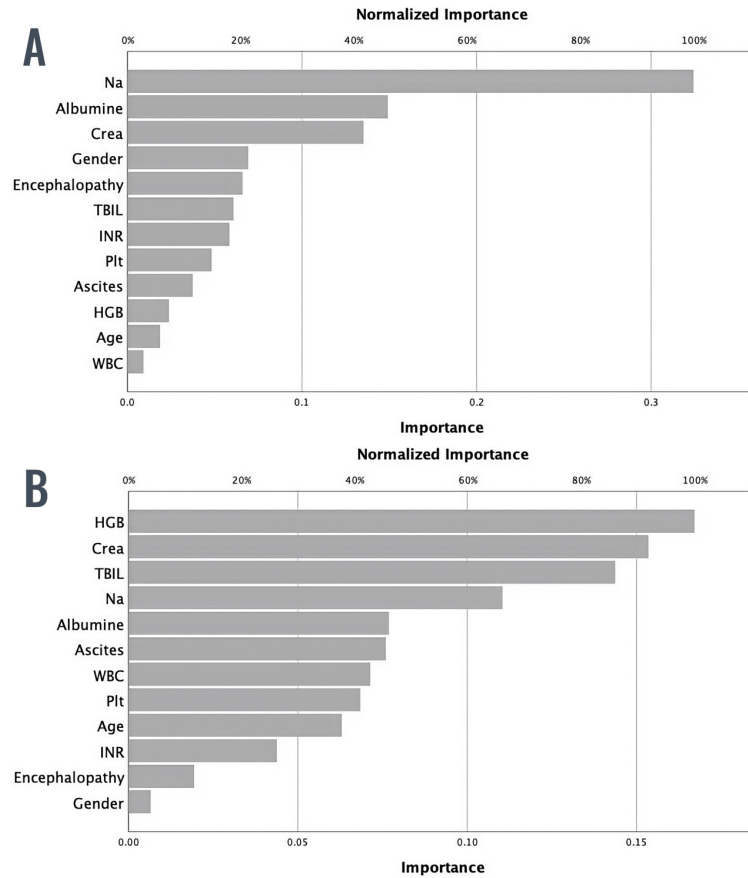 A
Normalized Importance
0% 20% 40% 60% 80% 100%
Na
Albumine
Crea
Gender
Encephalopathy
TBIL
INR
Plt
Ascites
HGB
Age
WBC
0.0 0.1 0.2 0.3
Importance
B
Normalized Importance
0% 20% 40% 60% 80% 100%
HGB
Crea
TBIL
Na
Albumine
Ascites
WBC
Plt
Age
INR
Encephalopathy
Gender
0.00 0.05 0.10 0.15
Importance